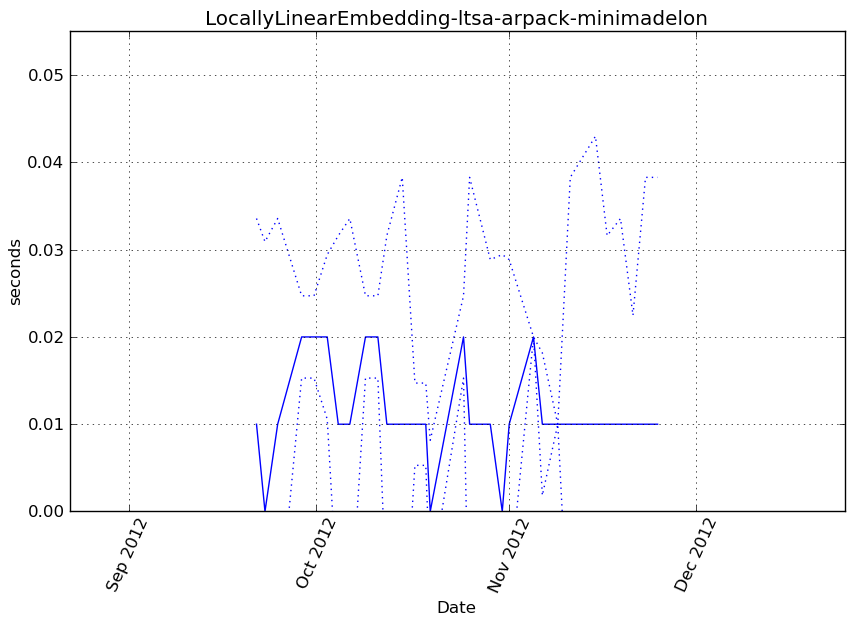 LocallyLinearEmbedding-ltsa-arpack-minimadelon
0.05
0.04
0.03
0.02
0.01
0.00
seconds
Sep 2012
Oct 2012
Nov 2012
Dec 2012
Date